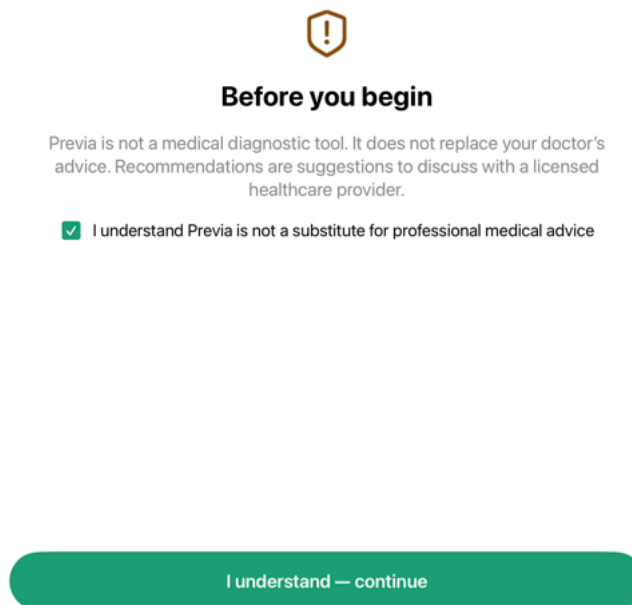 Before you begin
Previa is not a medical diagnostic tool. It does not replace your doctor’s
advice. Recommendations are suggestions to discuss with a licensed
healthcare provider.
I understand Previa is not a substitute for professional medical advice
I understand — continue